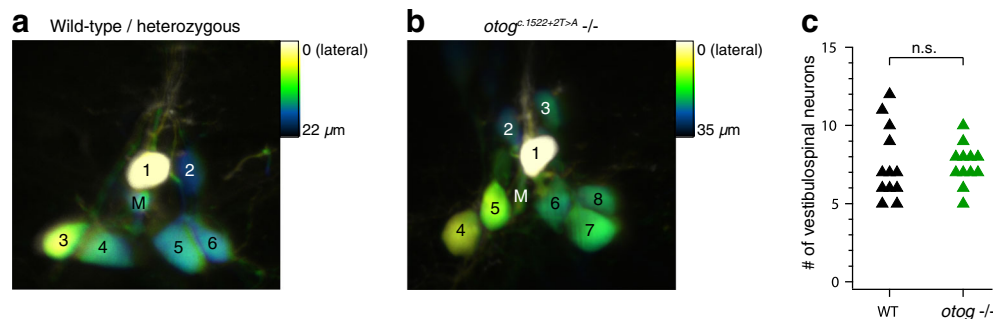 a Wild-type / heterozygous
0 (lateral)
22 µm
1
2
M
3
4
5
6
b otog^c.1522+2T>A -/-
0 (lateral)
35 µm
3
2
1
M
5
6
8
4
7
c
n.s.
# of vestibulospinal neurons
15
10
5
0
WT
otog -/-